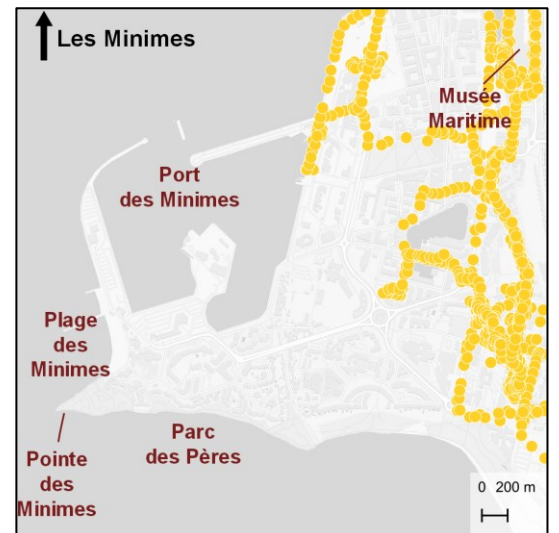 Les Minimes
Musée
Maritime
Port
des Minimes
Plage
des
Minimes
Parc
des Pères
Pointe
des
Minimes
0 200 m